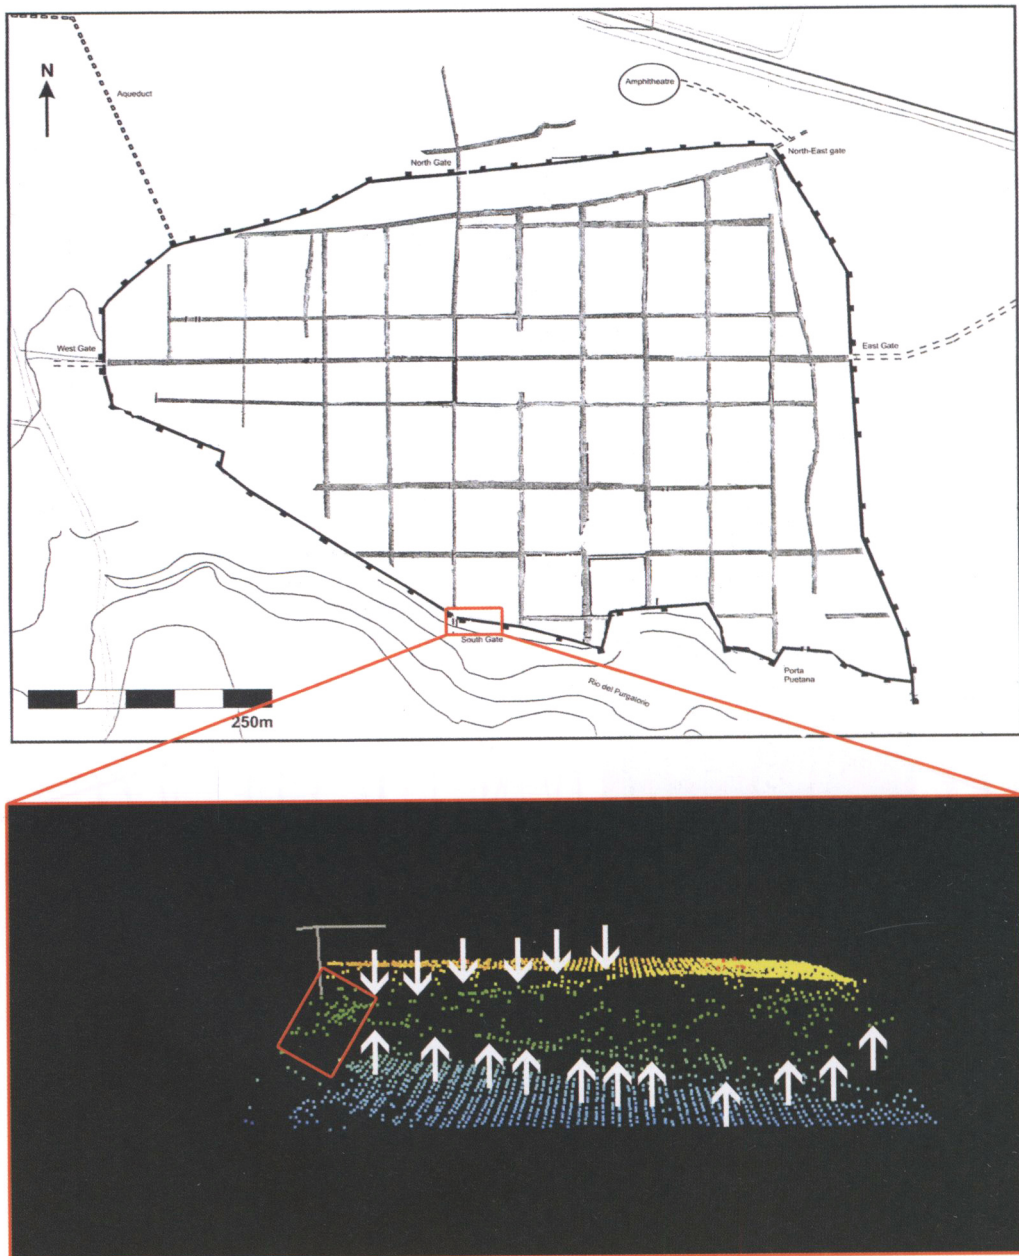 N
Aqueduct
Amphitheatre
North Gate
North-East gate
West Gate
East Gate
South Gate
Rio del Purgatorio
Porta
Puetana
250m